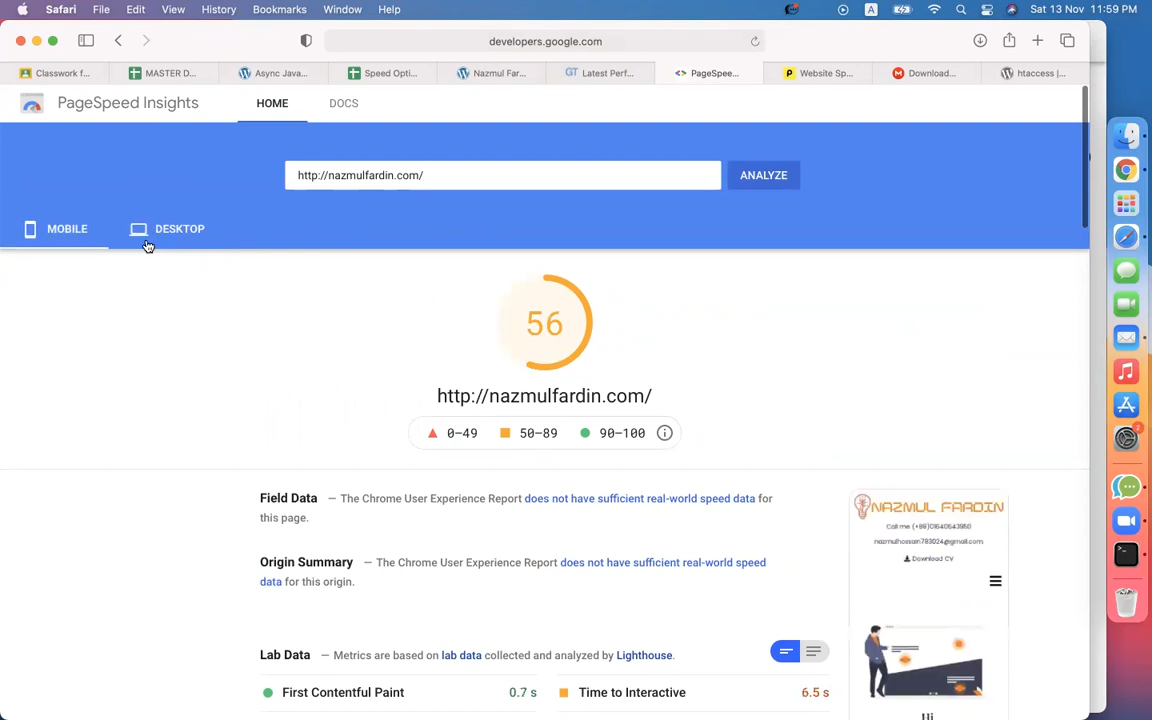 Safari File Edit View History Bookmarks Window Help
A
Sat 13 Nov 11:59 PM
developers.google.com
Classwork f...
MASTER D...
Async Java...
Speed Opti...
Nazmul Far...
GT Latest Perf...
<> PageSpee...
P Website Sp...
M Download...
htaccess |...
PageSpeed Insights
HOME
DOCS
http://nazmulfardin.com/
ANALYZE
MOBILE
DESKTOP
56
http://nazmulfardin.com/
0–49
50–89
90–100
Field Data — The Chrome User Experience Report does not have sufficient real-world speed data for
this page.
Origin Summary — The Chrome User Experience Report does not have sufficient real-world speed
data for this origin.
Lab Data — Metrics are based on lab data collected and analyzed by Lighthouse.
First Contentful Paint 0.7 s
Time to Interactive 6.5 s
NAZMUL FARDIN
Download CV
Hi
2